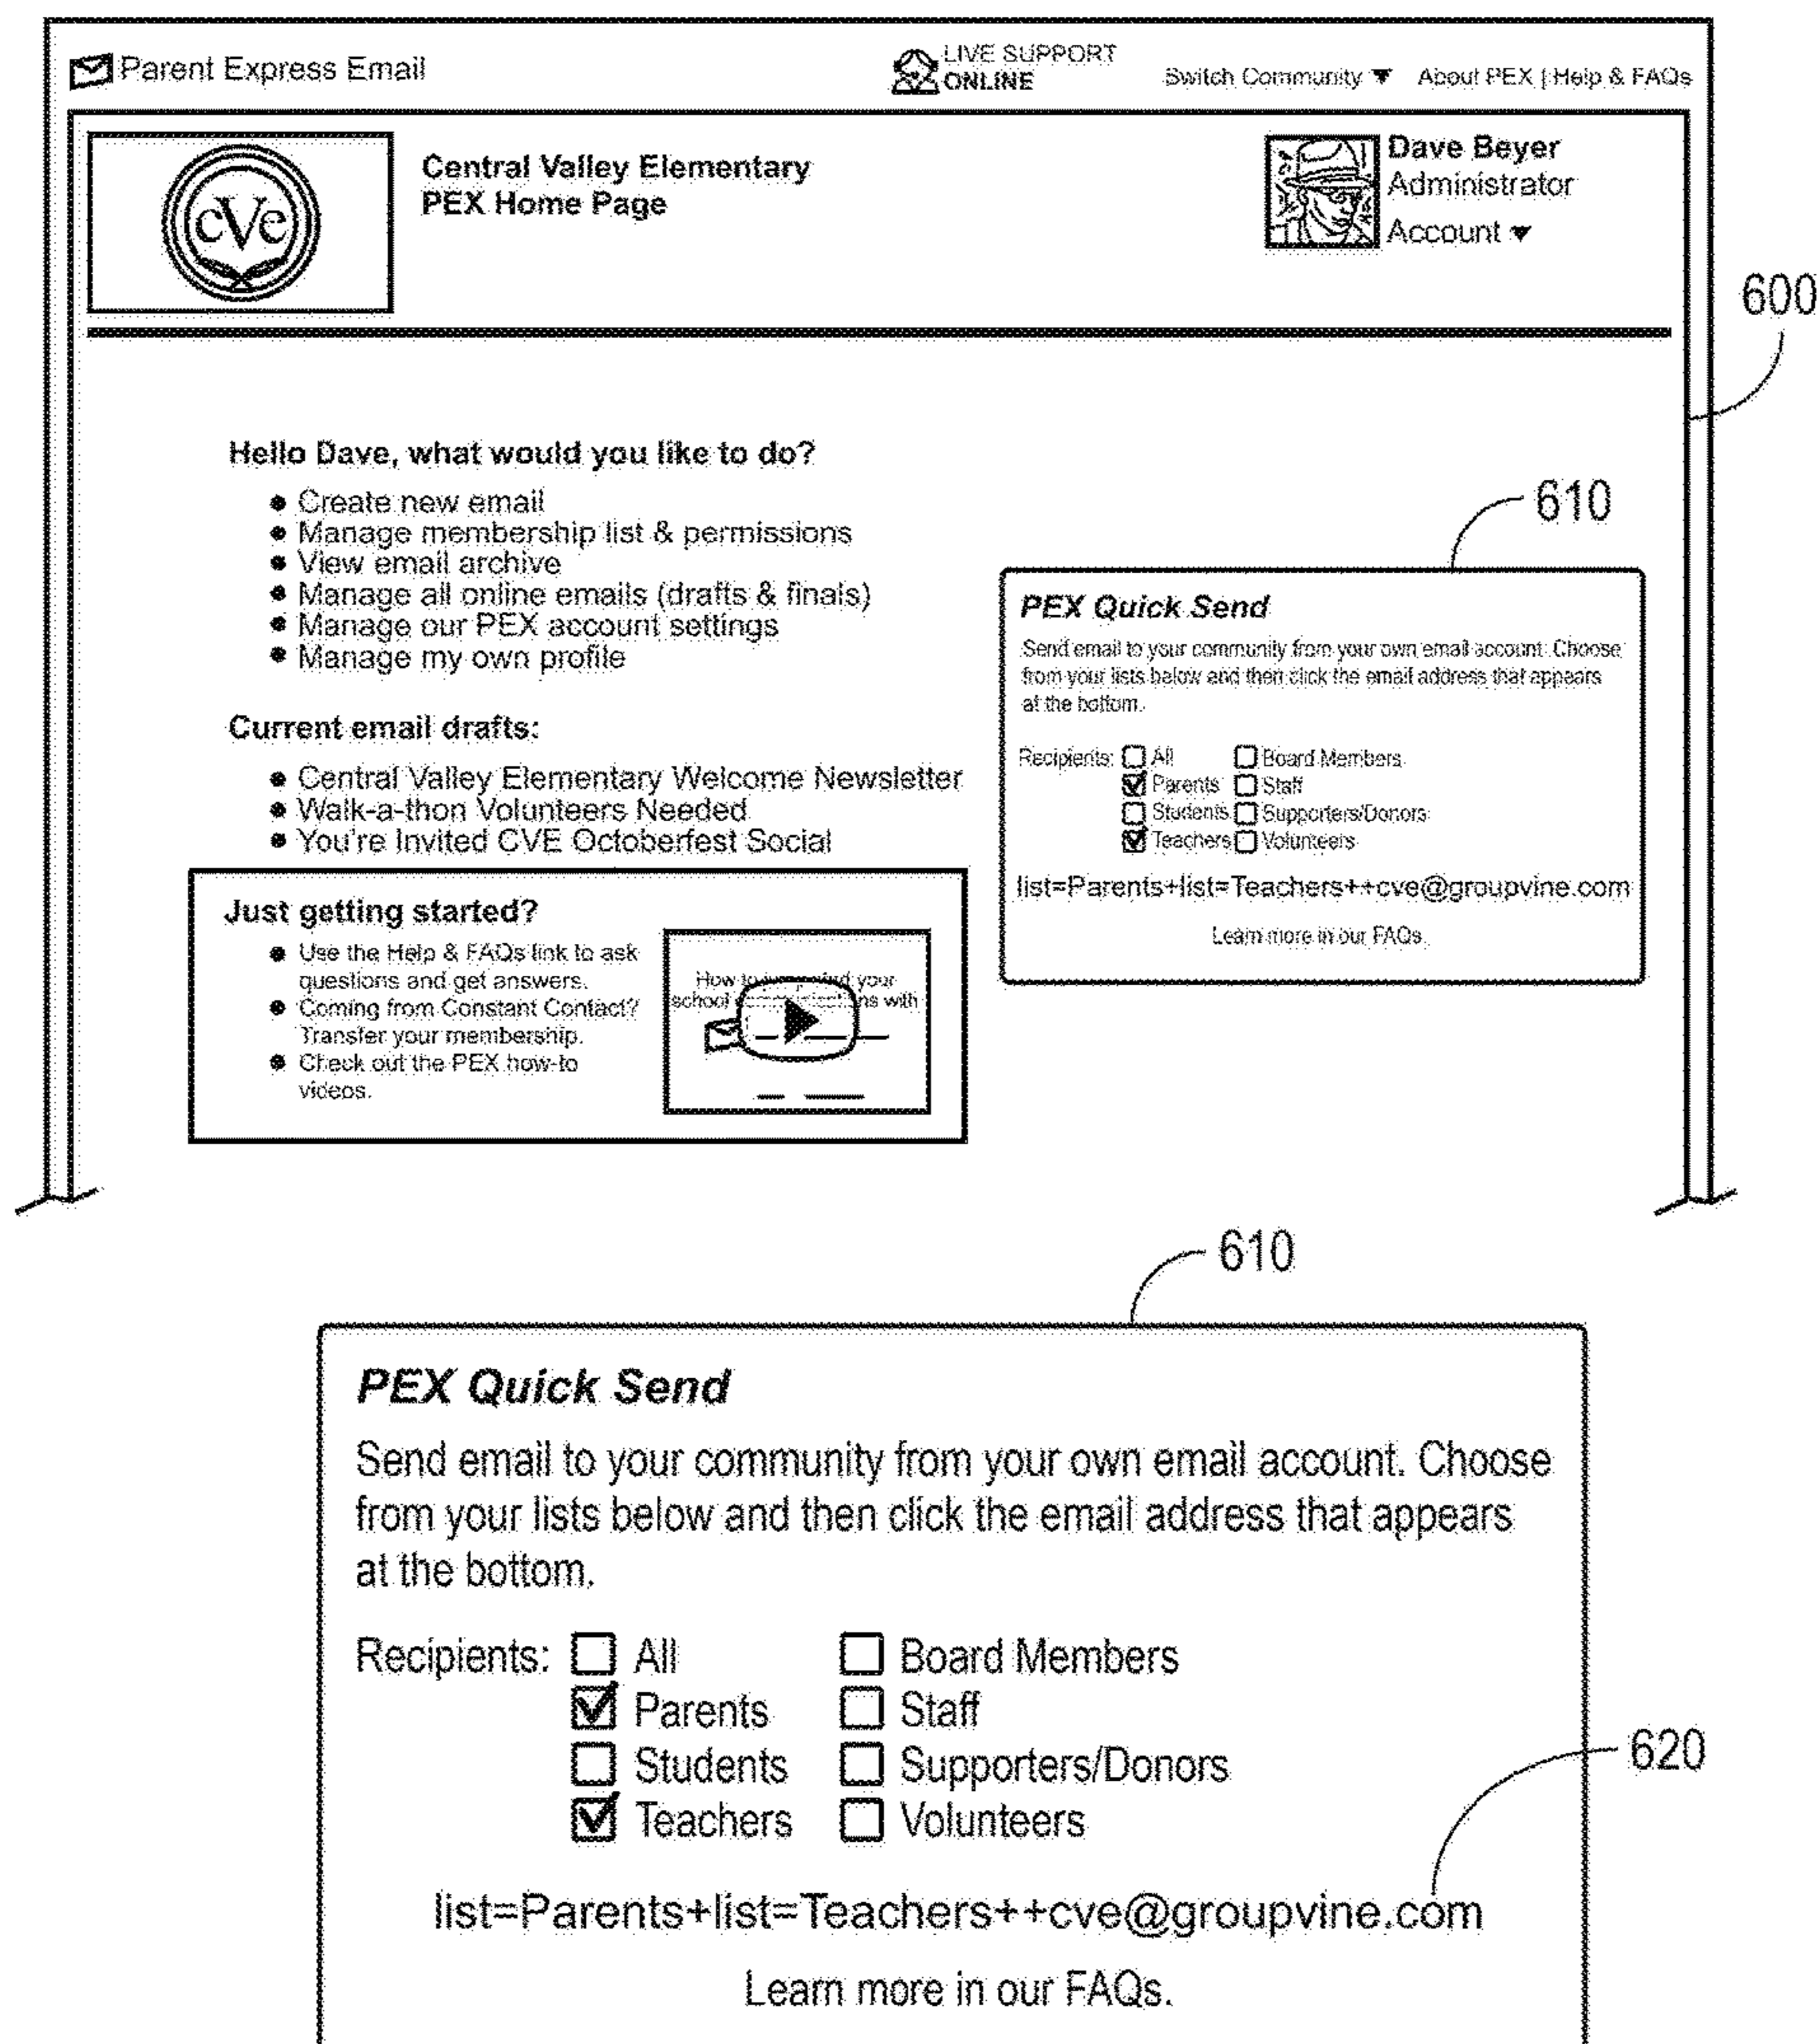 Parent Express Email
LIVE SUPPORT
ONLINE
Switch Community ▼ About PEX | Help & FAQs
cve
Central Valley Elementary
PEX Home Page
Dave Beyer
Administrator
Account ▼
600
Hello Dave, what would you like to do?
• Create new email
• Manage membership list & permissions
• View email archive
• Manage all online emails (drafts & finals)
• Manage our PEX account settings
• Manage my own profile
Current email drafts:
• Central Valley Elementary Welcome Newsletter
• Walk-a-thon Volunteers Needed
• You're Invited CVE Octoberfest Social
Just getting started?
• Use the Help & FAQs link to ask
questions and get answers.
• Coming from Constant Contact?
Transfer your membership.
• Check out the PEX how-to
videos.
How to your
school with
610
PEX Quick Send
Send email to your community from your own email account. Choose
from your lists below and then click the email address that appears
at the bottom.
Recipients: All Board Members
Parents Staff
Students Supporters/Donors
Teachers Volunteers
list=Parents+list=Teachers++cve@groupvine.com
Learn more in our FAQs.
610
PEX Quick Send
Send email to your community from your own email account. Choose
from your lists below and then click the email address that appears
at the bottom.
Recipients: All Board Members
Parents Staff
Students Supporters/Donors
Teachers Volunteers
620
list=Parents+list=Teachers++cve@groupvine.com
Learn more in our FAQs.